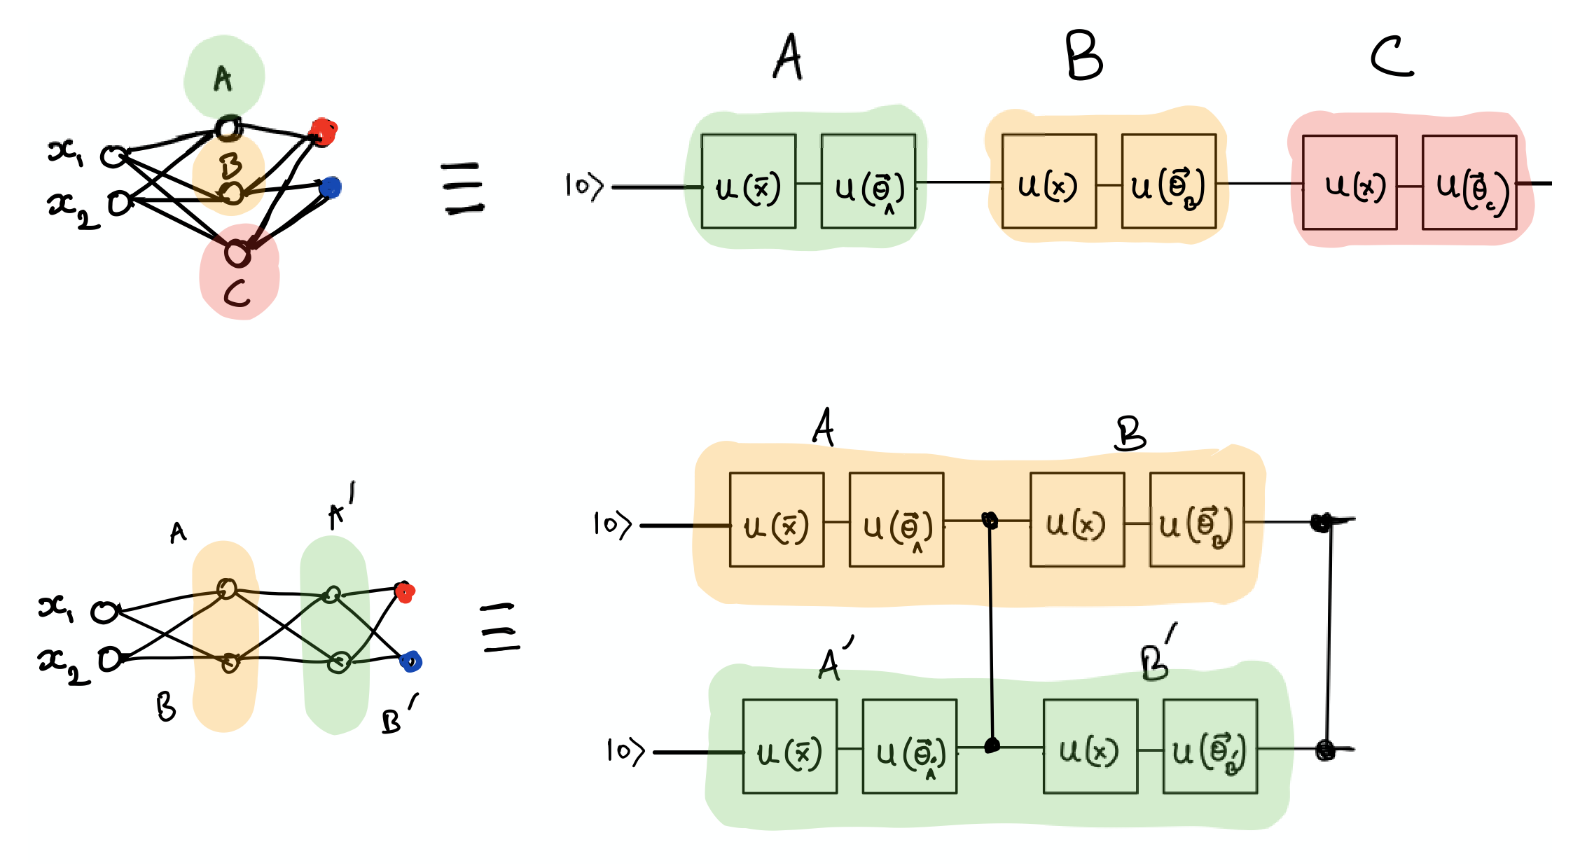 A B C
A
x₁
B
x₂
C
≡
|0⟩ U(x̄) U(θ⃗_A) U(x) U(θ⃗_B) U(x) U(θ⃗_c)
A B
|0⟩ U(x̄) U(θ⃗_A) U(x) U(θ⃗_B)
A A′
x₁
x₂
B B′
≡
A′ B′
|0⟩ U(x̄) U(θ⃗′_A) U(x) U(θ⃗′_B)